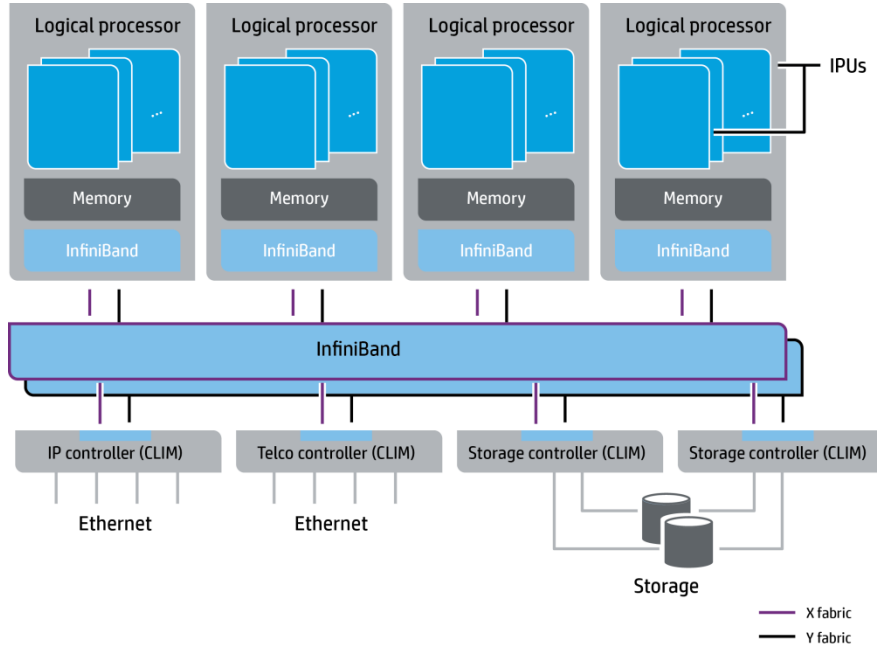 Logical processor
Logical processor
Logical processor
Logical processor
IPUs
...
...
...
...
Memory
Memory
Memory
Memory
InfiniBand
InfiniBand
InfiniBand
InfiniBand
InfiniBand
IP controller (CLIM)
Telco controller (CLIM)
Storage controller (CLIM)
Storage controller (CLIM)
Ethernet
Ethernet
Storage
X fabric
Y fabric